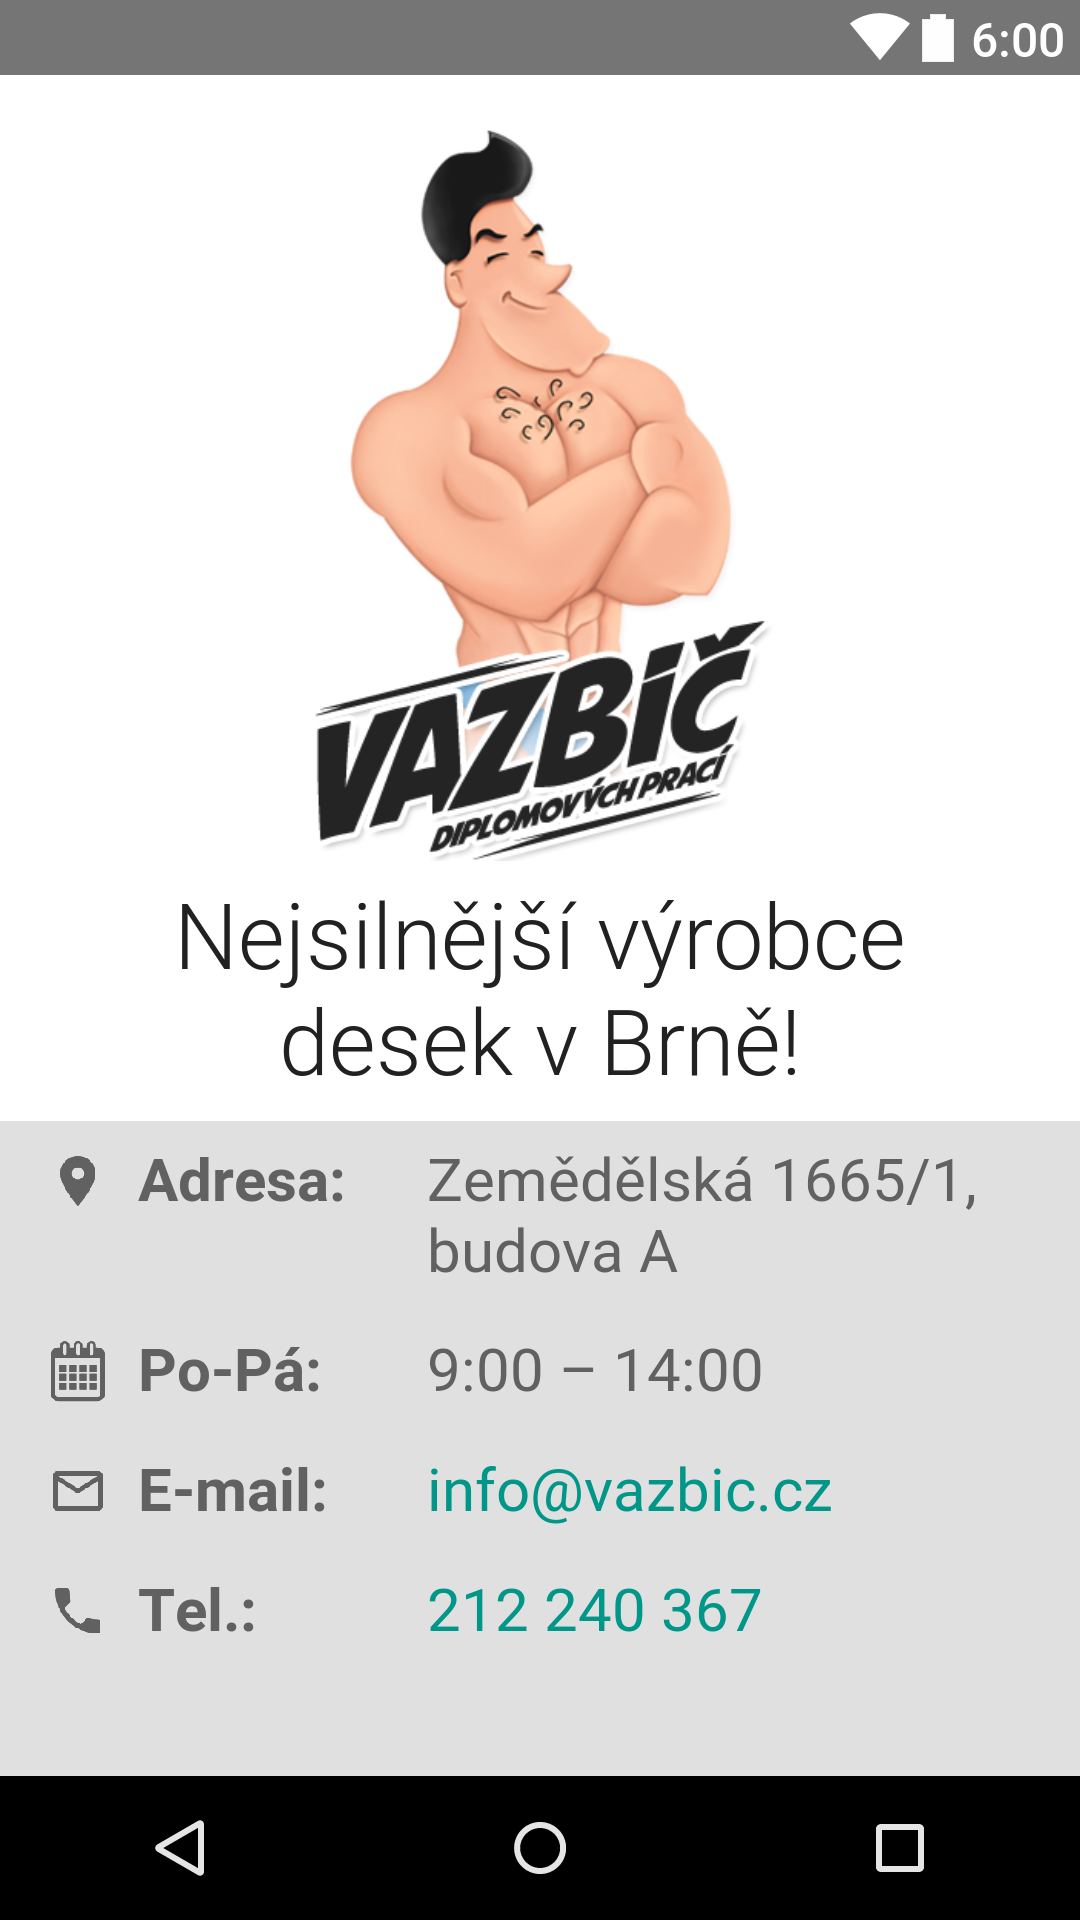 6:00
VAZBIČ
DIPLOMOVÝCH PRACÍ
Nejsilnější výrobce
desek v Brně!
Adresa: Zemědělská 1665/1,
budova A
Po-Pá: 9:00 – 14:00
E-mail: info@vazbic.cz
Tel.: 212 240 367